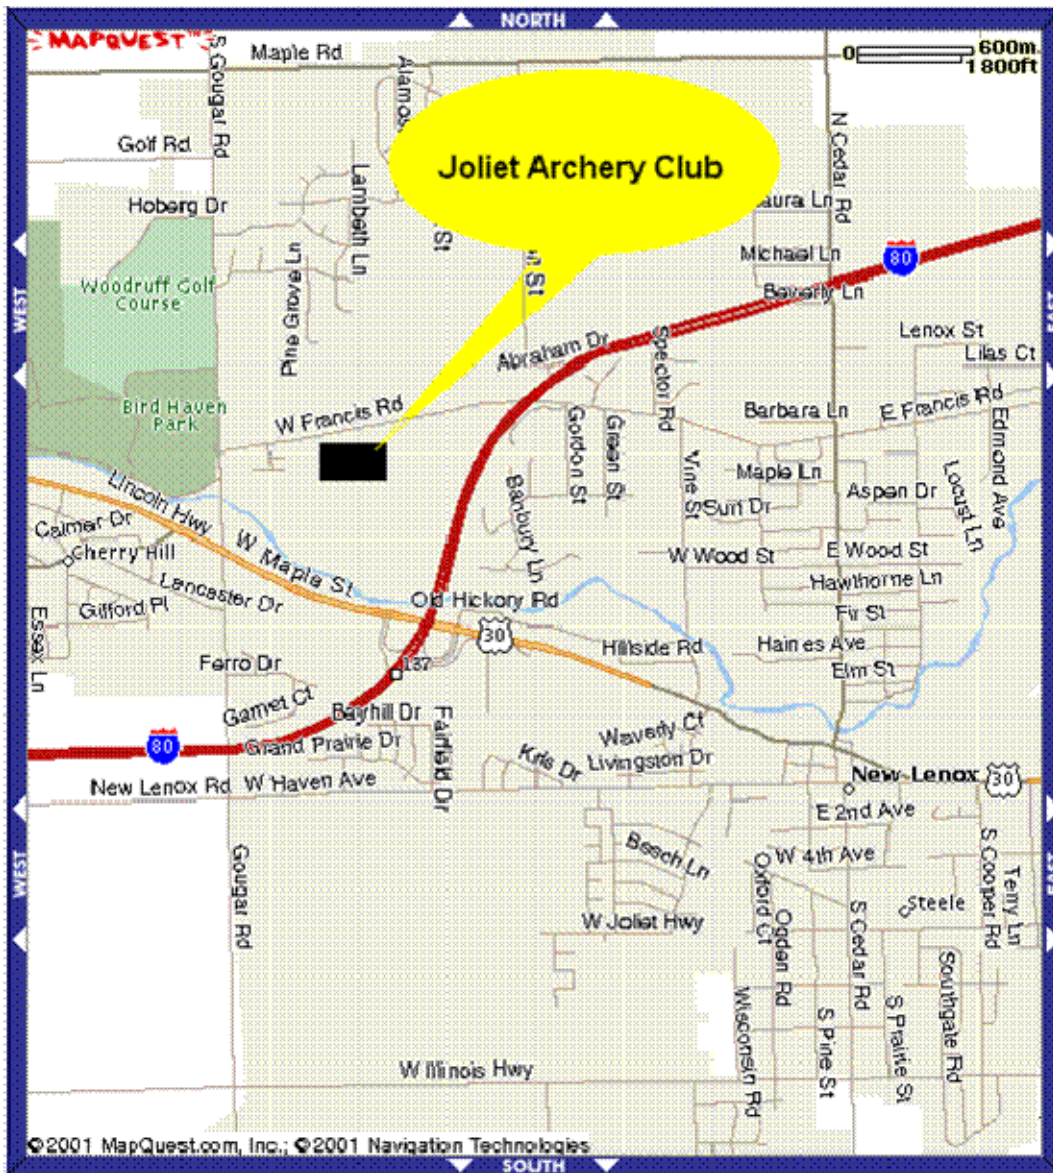 NORTH
MAPQUEST™
Maple Rd
0 600m
1800ft
S Gougar Rd
Golf Rd
Joliet Archery Club
N Cedar Rd
Lambeth Ln
Hoberg Dr
St
Michael Ln
80
Beverly Ln
Woodruff Golf
Course
WEST
Pine Grove Ln
St
Abraham Dr
Spector Rd
Lenox St
Lilas Ct
Bird Haven
Park
W Francis Rd
Gordon St
Green St
Barbara Ln
E Francis Rd
Edmond Ave
Vine St
Maple Ln
Aspen Dr
Locust Ln
Lincoln Hwy
Banbury Ln
Sun Dr
Calmer Dr
Cherry Hill
W Maple St
W Wood St
E Wood St
Lancaster Dr
Hawthorne Ln
Gifford Pl
Old Hickory Rd
Fir St
Essex Ln
30
Hillside Rd
Haines Ave
Ferro Dr
137
Elm St
Garnet Ct
Bayhill Dr
Fairfield Dr
Waverly Ct
80
Grand Prairie Dr
Kris Dr
Livingston Dr
New Lenox Rd
W Haven Ave
New Lenox
30
E 2nd Ave
WEST
Gougar Rd
Beech Ln
W 4th Ave
Oxford Ct
S Cooper Rd
Terry Ln
Steele
W Joliet Hwy
Ogden Rd
S Cedar Rd
Wisconsin Rd
S Pine St
S Prairie St
Southgate Rd
W Illinois Hwy
©2001 MapQuest.com, Inc.; ©2001 Navigation Technologies
SOUTH